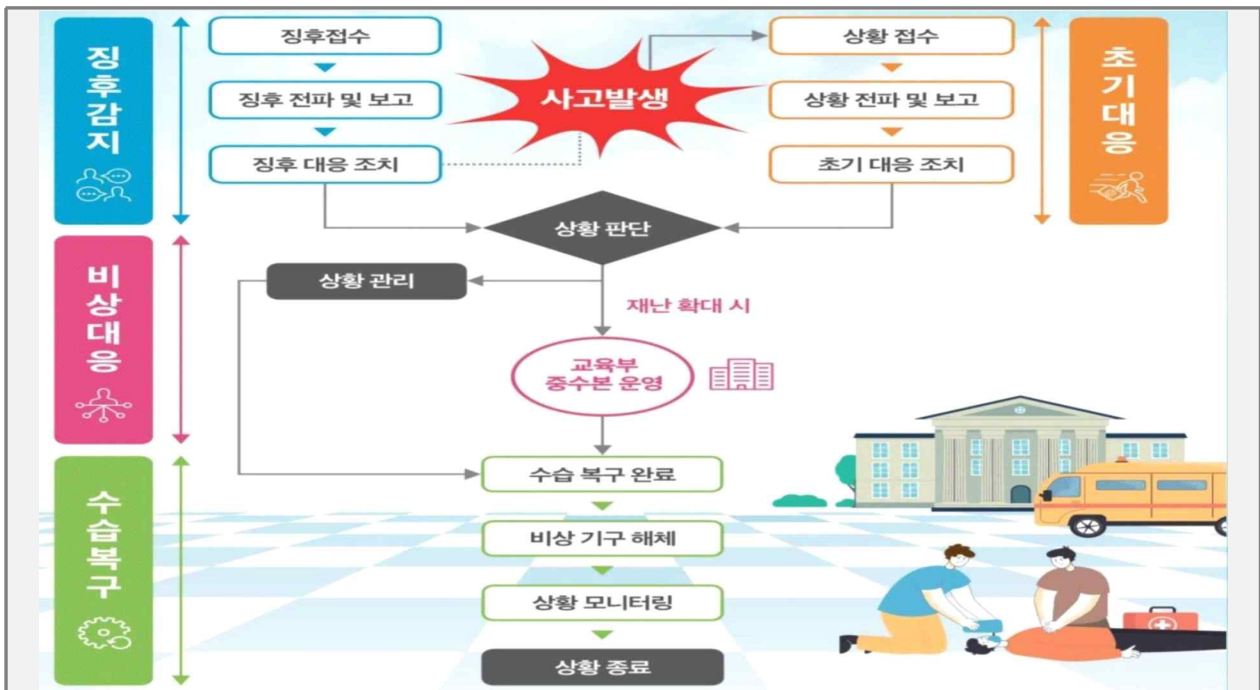 징후감지
징후접수
징후 전파 및 보고
징후 대응 조치
사고발생
상황 접수
상황 전파 및 보고
초기 대응 조치
초기대응
상황 판단
비상대응
상황 관리
재난 확대 시
교육부
중수본 운영
수습복구
수습 복구 완료
비상 기구 해체
상황 모니터링
상황 종료